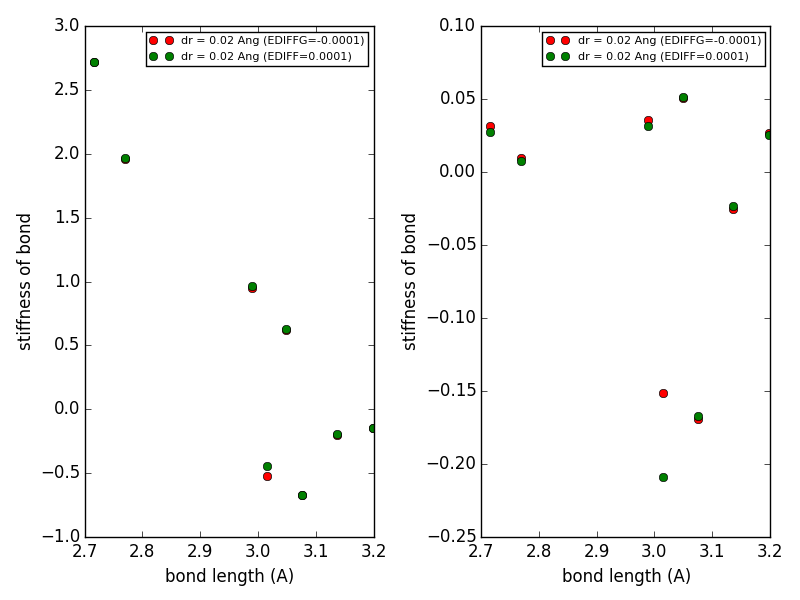 dr = 0.02 Ang (EDIFFG=-0.0001)
dr = 0.02 Ang (EDIFF=0.0001)
3.0
2.5
2.0
1.5
1.0
0.5
0.0
−0.5
−1.0
stiffness of bond
2.7 2.8 2.9 3.0 3.1 3.2
bond length (A)
dr = 0.02 Ang (EDIFFG=-0.0001)
dr = 0.02 Ang (EDIFF=0.0001)
0.10
0.05
0.00
−0.05
−0.10
−0.15
−0.20
−0.25
stiffness of bond
2.7 2.8 2.9 3.0 3.1 3.2
bond length (A)